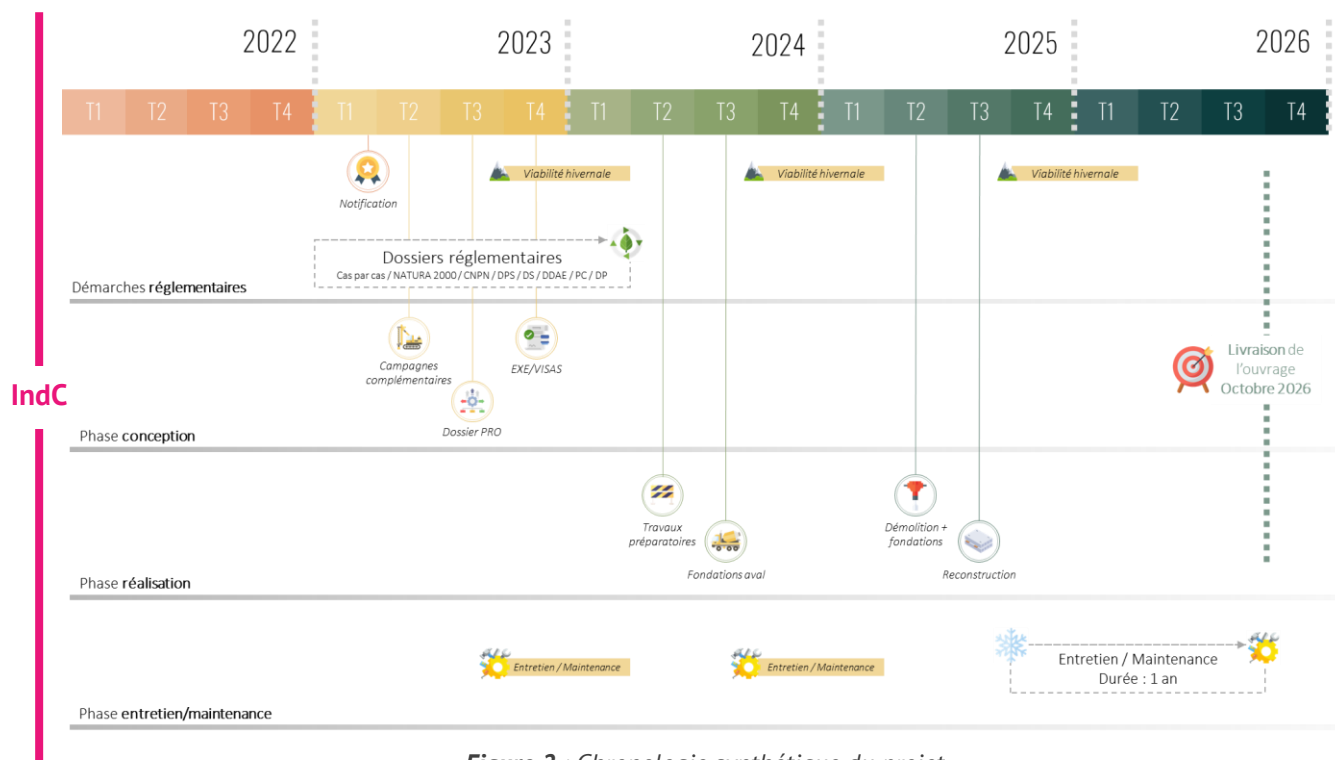 2022 2023 2024 2025 2026
T1 T2 T3 T4 T1 T2 T3 T4 T1 T2 T3 T4 T1 T2 T3 T4 T1 T2 T3 T4
Viabilité hivernale
Viabilité hivernale
Viabilité hivernale
Notification
Dossiers réglementaires
Cas par cas / NATURA 2000 / CNPN / DPS / DS / DDAE / PC / DP
Démarches réglementaires
Campagnes
complémentaires
EXE/VISAS
Dossier PRO
Livraison de
l'ouvrage
Octobre 2026
IndC
Phase conception
Travaux
préparatoires
Fondations aval
Démolition +
fondations
Reconstruction
Phase réalisation
Entretien / Maintenance
Entretien / Maintenance
Entretien / Maintenance
Durée : 1 an
Phase entretien/maintenance